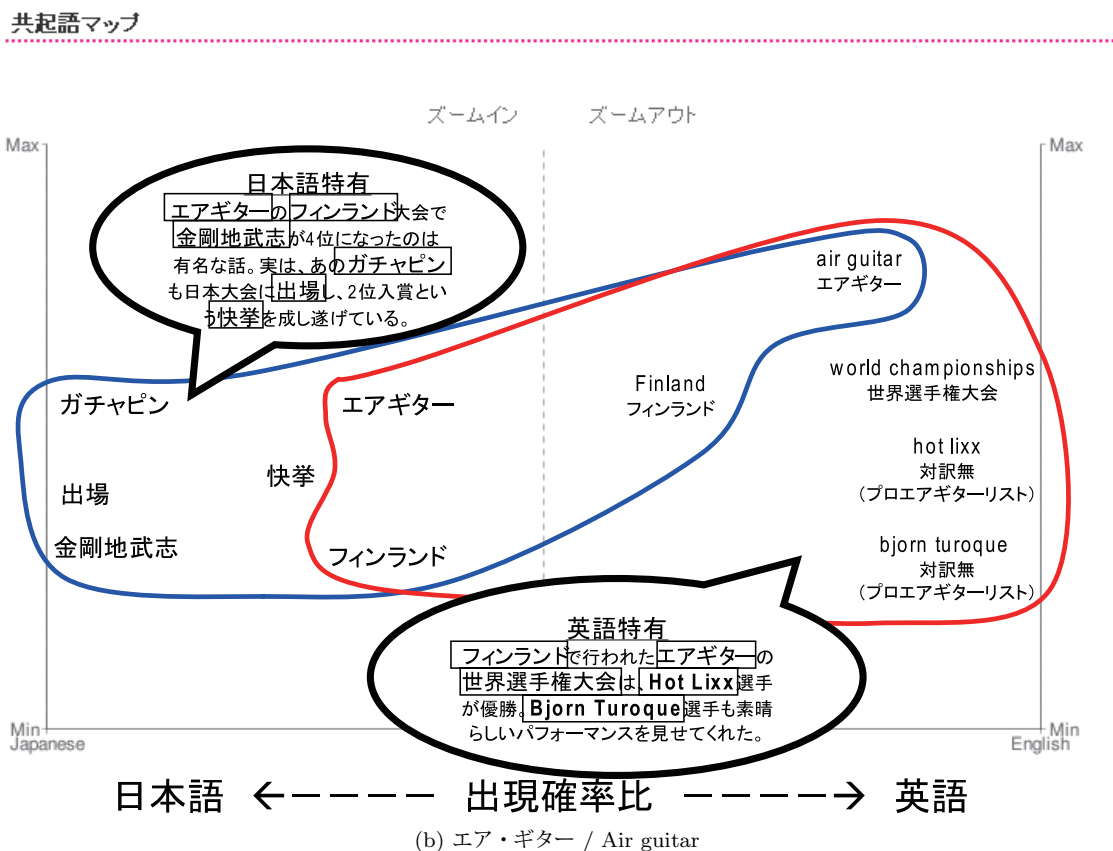 共起語マップ
ズームイン
ズームアウト
Max
Max
日本語特有
エアギターのフィンランド大会で
金剛地武志が4位になったのは
有名な話。実は、あのガチャピン
も日本大会に出場し、2位入賞とい
う快挙を成し遂げている。
air guitar
エアギター
world championships
世界選手権大会
Finland
フィンランド
ガチャピン
エアギター
hot lixx
対訳無
(プロエアギターリスト)
快挙
出場
金剛地武志
フィンランド
bjorn turoque
対訳無
(プロエアギターリスト)
英語特有
フィンランドで行われたエアギターの
世界選手権大会は、Hot Lixx選手
が優勝。Bjorn Turoque選手も素晴
らしいパフォーマンスを見せてくれた。
Min
Japanese
Min
English
日本語 ←－－－－－ 出現確率比 －－－－－→ 英語
(b) エア・ギター / Air guitar